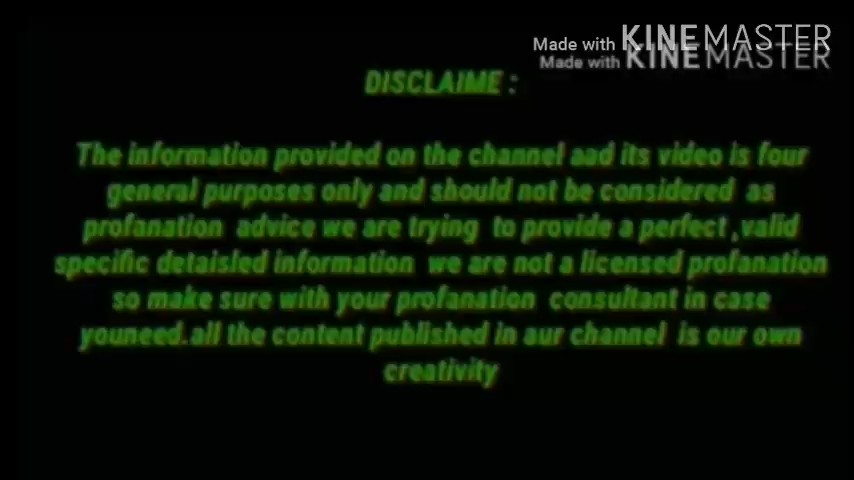 Made with KINEMASTER
Made with KINEMASTER
DISCLAIME :
The information provided on the channel aad its video is four
general purposes only and should not be considered as
profanation advice we are trying to provide a perfect ,valid
specific detaisled information we are not a licensed profanation
so make sure with your profanation consultant in case
youneed.all the content published in aur channel is our own
creativity